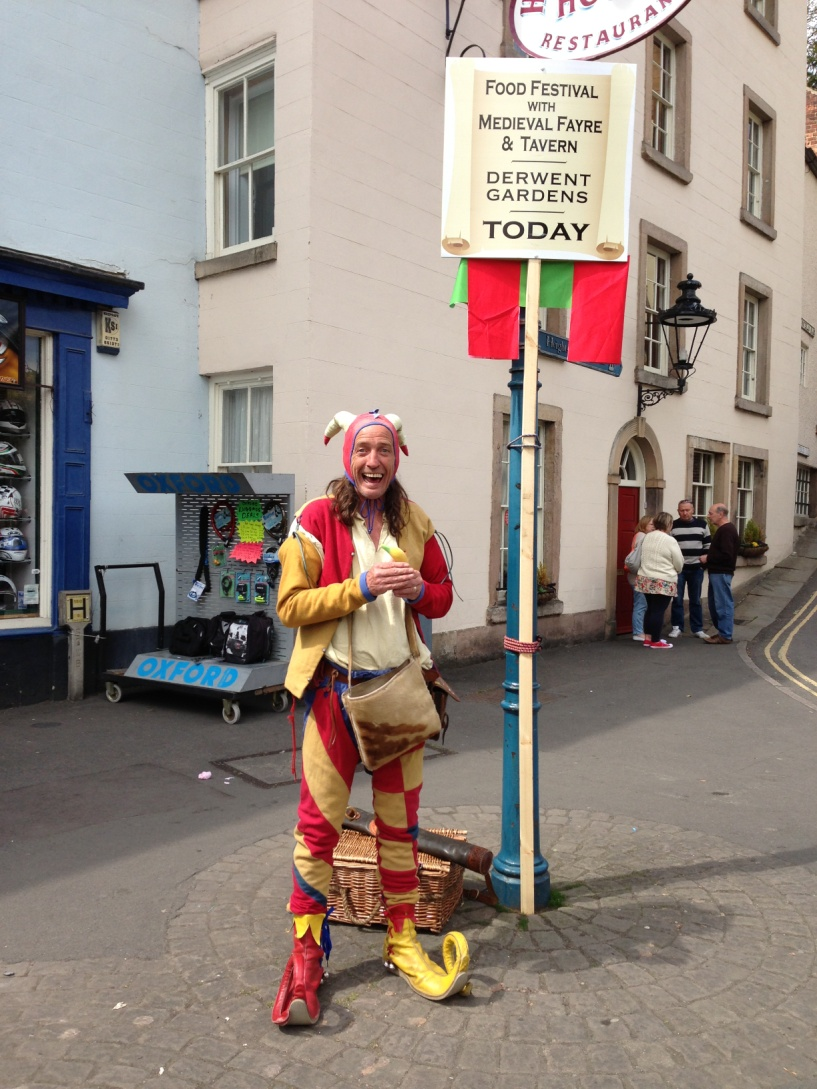 RESTAURANT
FOOD FESTIVAL
WITH
MEDIEVAL FAYRE
& TAVERN
DERWENT
GARDENS
TODAY
OXFORD
H
OXFORD